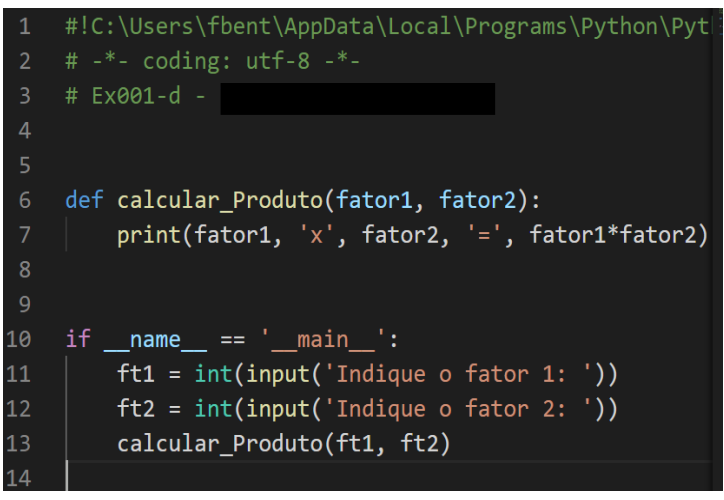 1 #!C:\Users\fbent\AppData\Local\Programs\Python\Pyt
2 # -*- coding: utf-8 -*-
3 # Ex001-d -
4
5
6 def calcular_Produto(fator1, fator2):
7     print(fator1, 'x', fator2, '=', fator1*fator2)
8
9
10 if __name__ == '__main__':
11     ft1 = int(input('Indique o fator 1: '))
12     ft2 = int(input('Indique o fator 2: '))
13     calcular_Produto(ft1, ft2)
14